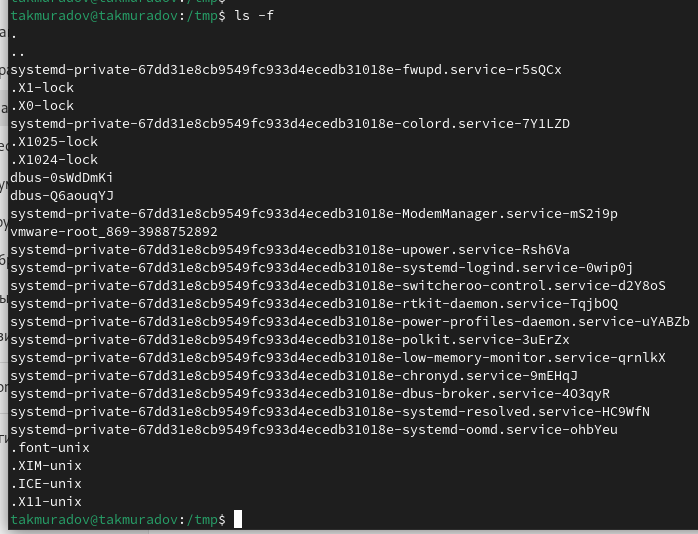 takmuradov@takmuradov:/tmp$ ls -f
.
..
systemd-private-67dd31e8cb9549fc933d4ecedb31018e-fwupd.service-r5sQCx
.X1-lock
.X0-lock
systemd-private-67dd31e8cb9549fc933d4ecedb31018e-colord.service-7Y1LZD
.X1025-lock
.X1024-lock
dbus-0sWdDmKi
dbus-Q6aouqYJ
systemd-private-67dd31e8cb9549fc933d4ecedb31018e-ModemManager.service-mS2i9p
vmware-root_869-3988752892
systemd-private-67dd31e8cb9549fc933d4ecedb31018e-upower.service-Rsh6Va
systemd-private-67dd31e8cb9549fc933d4ecedb31018e-systemd-logind.service-0wip0j
systemd-private-67dd31e8cb9549fc933d4ecedb31018e-switcheroo-control.service-d2Y8oS
systemd-private-67dd31e8cb9549fc933d4ecedb31018e-rtkit-daemon.service-TqjbOQ
systemd-private-67dd31e8cb9549fc933d4ecedb31018e-power-profiles-daemon.service-uYABZb
systemd-private-67dd31e8cb9549fc933d4ecedb31018e-polkit.service-3uErZx
systemd-private-67dd31e8cb9549fc933d4ecedb31018e-low-memory-monitor.service-qrnlkX
systemd-private-67dd31e8cb9549fc933d4ecedb31018e-chronyd.service-9mEHqJ
systemd-private-67dd31e8cb9549fc933d4ecedb31018e-dbus-broker.service-4O3qyR
systemd-private-67dd31e8cb9549fc933d4ecedb31018e-systemd-resolved.service-HC9WfN
systemd-private-67dd31e8cb9549fc933d4ecedb31018e-systemd-oomd.service-ohbYeu
.font-unix
.XIM-unix
.ICE-unix
.X11-unix
takmuradov@takmuradov:/tmp$